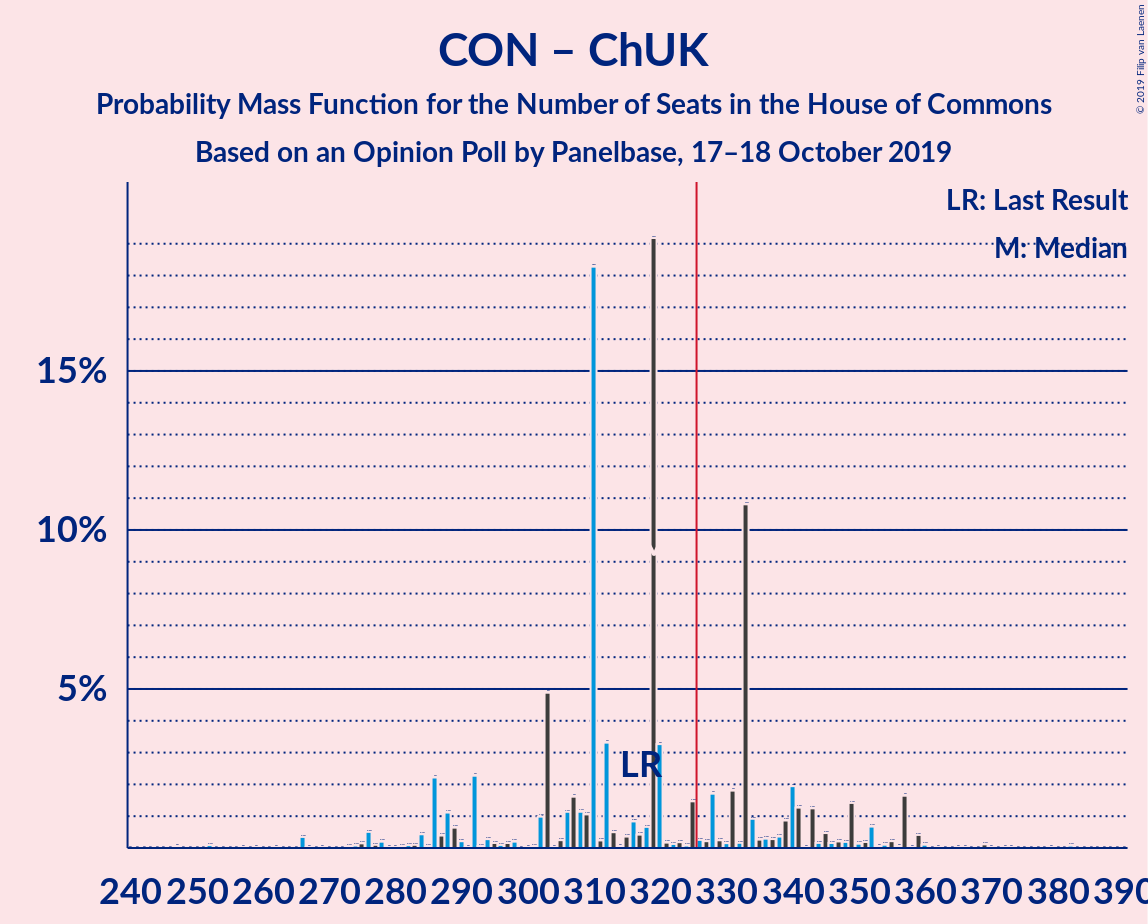 CON – ChUK
Probability Mass Function for the Number of Seats in the House of Commons
Based on an Opinion Poll by Panelbase, 17–18 October 2019
© 2019 Filip van Laenen
LR: Last Result
M: Median
15%
10%
5%
LR
240 250 260 270 280 290 300 310 320 330 340 350 360 370 380 390